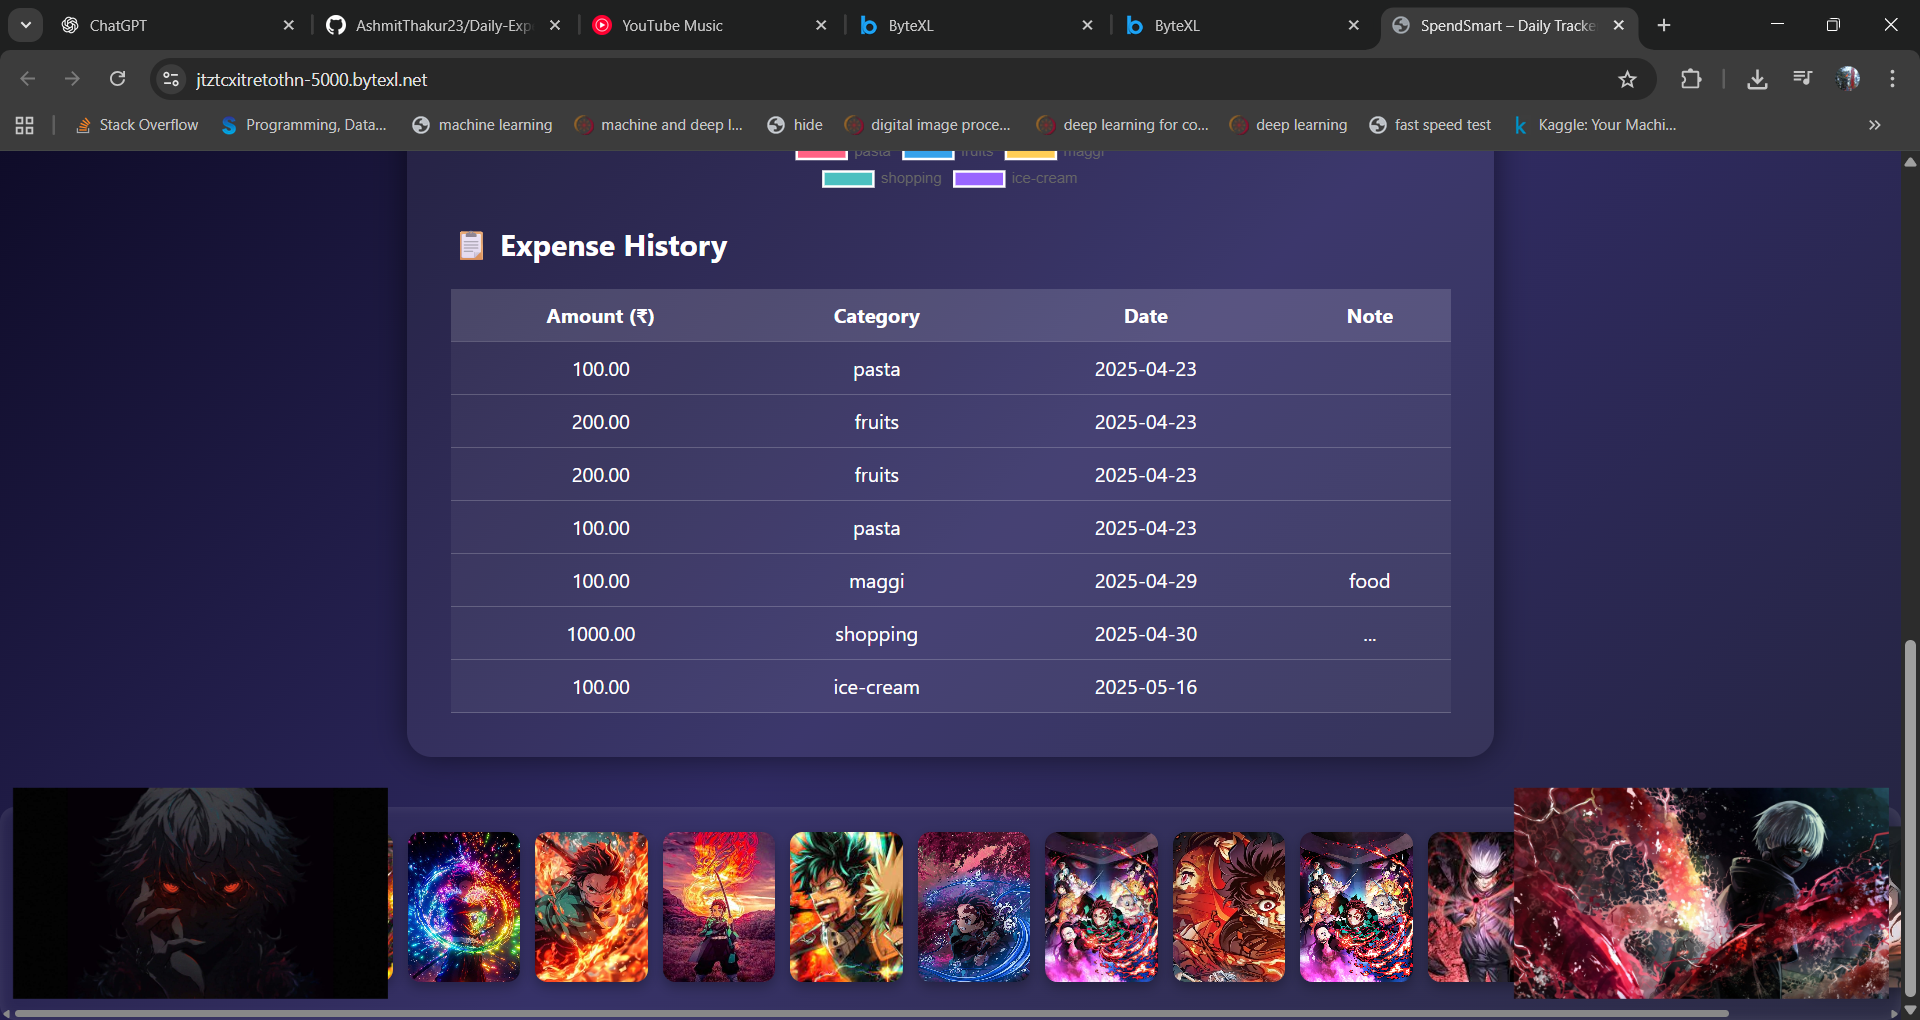 ChatGPT
AshmitThakur23/Daily-Exp
YouTube Music
ByteXL
ByteXL
SpendSmart – Daily Tracke
jtztcxitretothn-5000.bytexl.net
Stack Overflow
Programming, Data...
machine learning
machine and deep l...
hide
digital image proce...
deep learning for co...
deep learning
fast speed test
Kaggle: Your Machi...
pasta fruits maggi
shopping ice-cream
📋 Expense History
Amount (₹) Category Date Note
100.00 pasta 2025-04-23
200.00 fruits 2025-04-23
200.00 fruits 2025-04-23
100.00 pasta 2025-04-23
100.00 maggi 2025-04-29 food
1000.00 shopping 2025-04-30 ...
100.00 ice-cream 2025-05-16